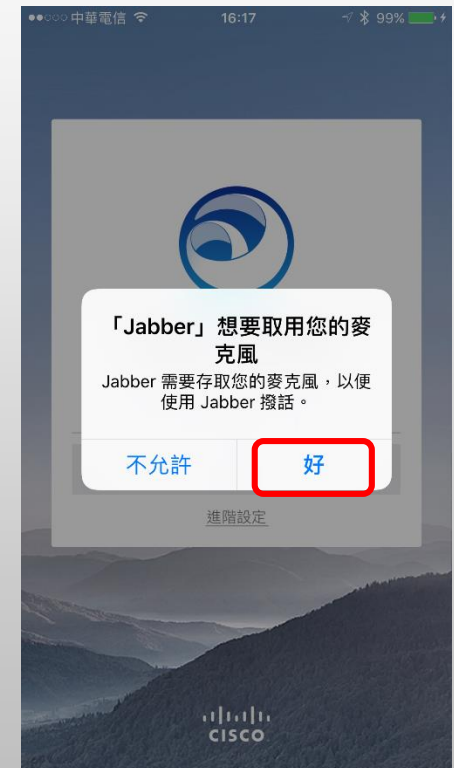 中華電信 16:17 99%
「Jabber」想要取用您的麥
克風
Jabber 需要存取您的麥克風，以便
使用 Jabber 撥話。
不允許 好
進階設定
CISCO